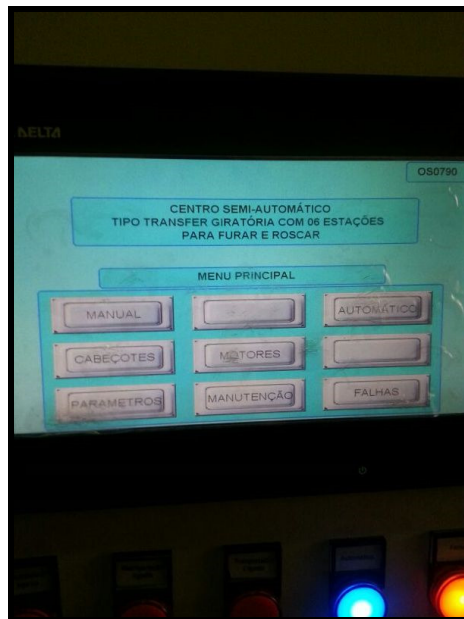 DELTA
OS0790
CENTRO SEMI-AUTOMÁTICO
TIPO TRANSFER GIRATÓRIA COM 06 ESTAÇÕES
PARA FURAR E ROSCAR
MENU PRINCIPAL
MANUAL
AUTOMÁTICO
CABEÇOTES
MOTORES
PARAMETROS
MANUTENÇÃO
FALHAS